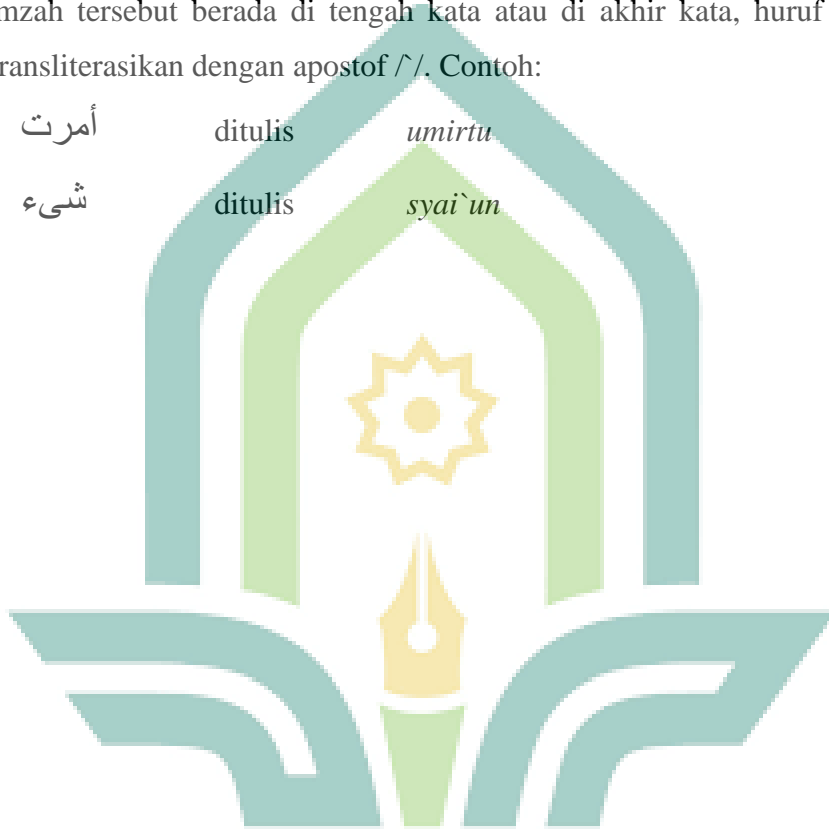 mzah tersebut berada di tengah kata atau di akhir kata, huruf
ransliterasikan dengan apostof /`/. Contoh:
أمرت ditulis umirtu
شىء ditulis syai`un